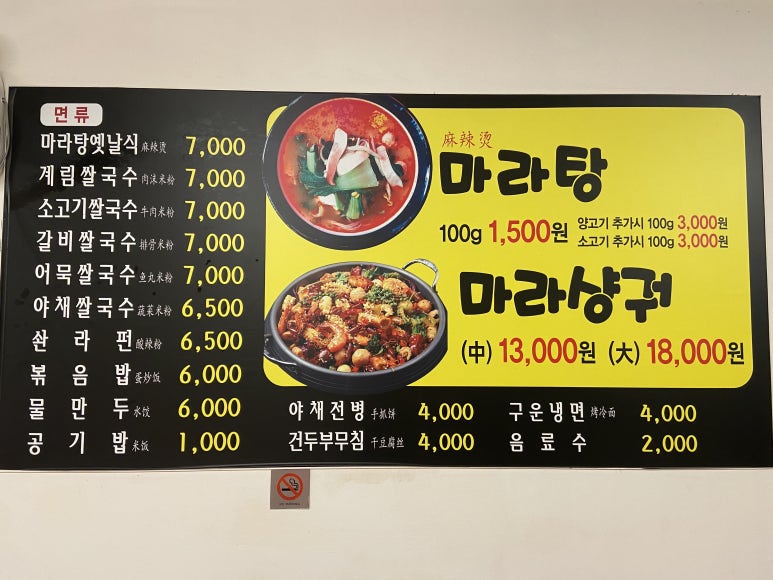 면 류
마라탕옛날식 麻辣烫 7,000
계림쌀국수 肉沫米粉 7,000
소고기쌀국수 牛肉米粉 7,000
갈비쌀국수 排骨米粉 7,000
어묵쌀국수 鱼丸米粉 7,000
야채쌀국수 蔬菜米粉 6,500
솬라펀 酸辣粉 6,500
볶음밥 蛋炒饭 6,000
물만두 水饺 6,000
공기밥 米饭 1,000
麻辣烫
마라탕
100g 1,500원
양고기 추가시 100g 3,000원
소고기 추가시 100g 3,000원
마라샹궈
(中) 13,000원 (大) 18,000원
야채전병 手抓饼 4,000
건두부무침 干豆腐丝 4,000
구운냉면 烤冷面 4,000
음료수 2,000